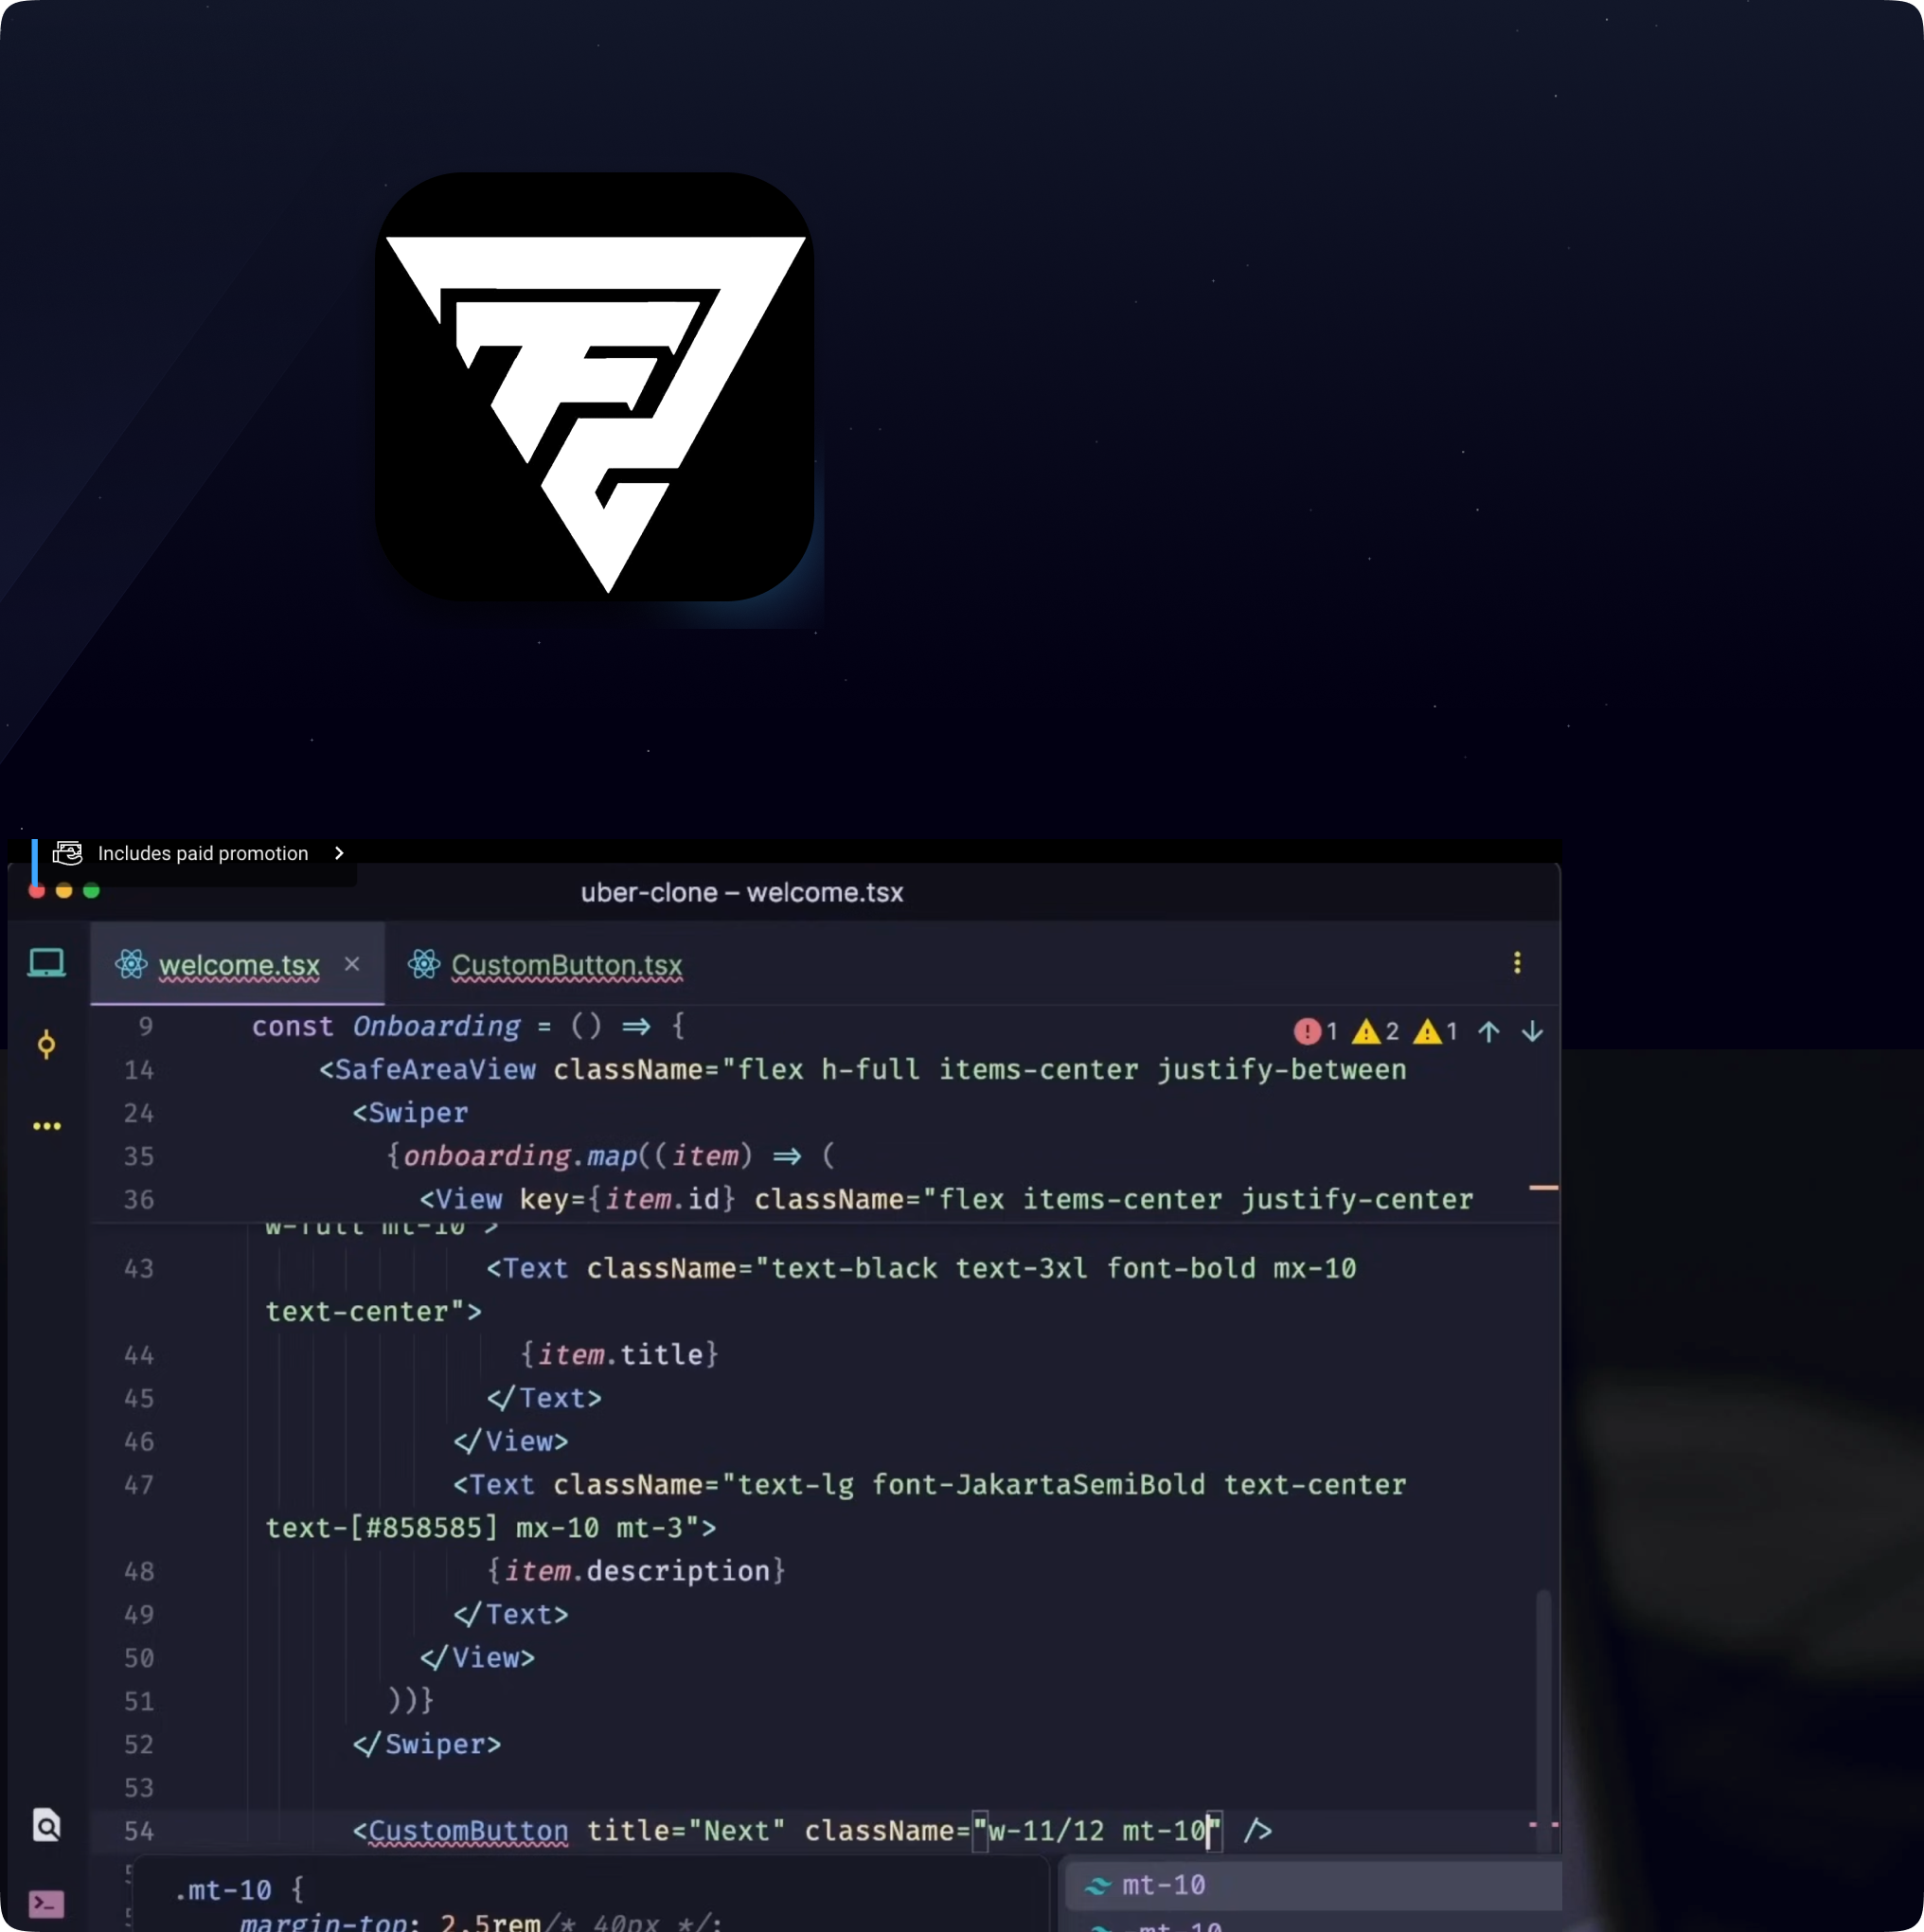 Includes paid promotion
uber-clone – welcome.tsx
welcome.tsx
CustomButton.tsx
9 const Onboarding = () => {
1 2 1
14 <SafeAreaView className="flex h-full items-center justify-between
24 <Swiper
35 {onboarding.map((item) => (
36 <View key={item.id} className="flex items-center justify-center
w-full mt-10">
43 <Text className="text-black text-3xl font-bold mx-10
text-center">
44 {item.title}
45 </Text>
46 </View>
47 <Text className="text-lg font-JakartaSemiBold text-center
text-[#858585] mx-10 mt-3">
48 {item.description}
49 </Text>
50 </View>
51 ))}
52 </Swiper>
53
54 <CustomButton title="Next" className="w-11/12 mt-10" />
.mt-10 {
margin-top: 2.5rem/* 40px */;
mt-10
-mt-10